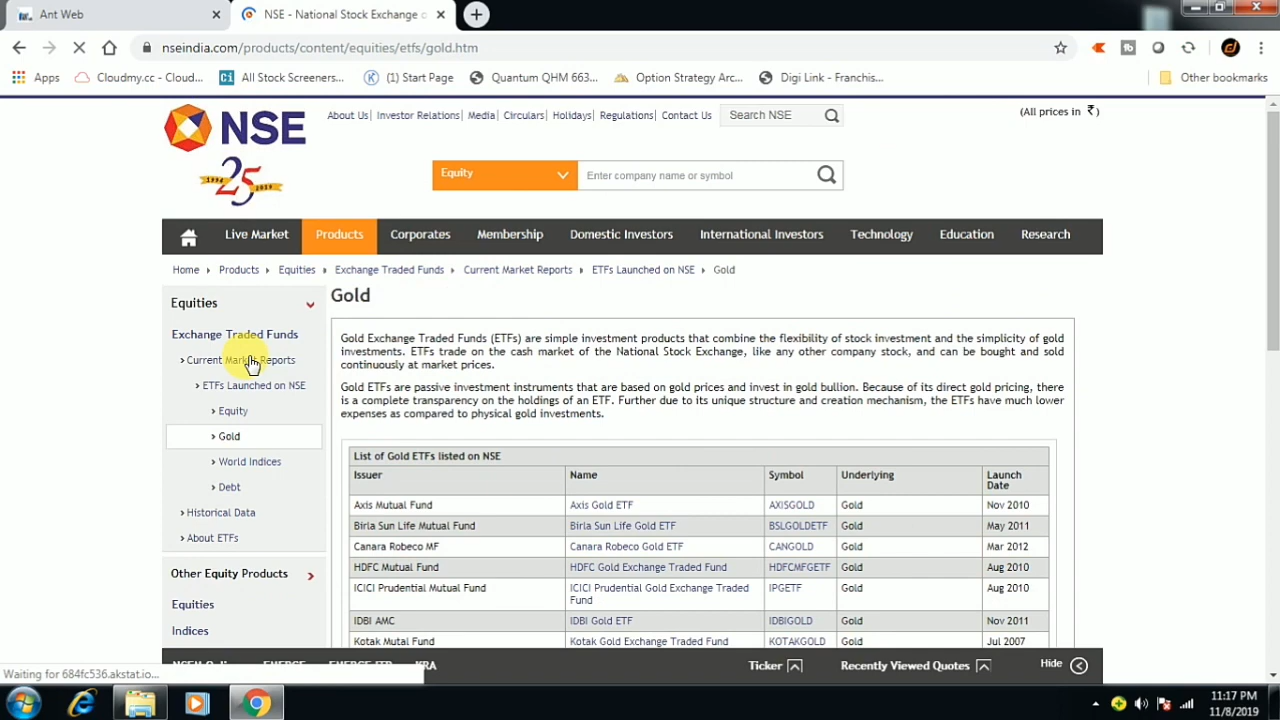 Ant Web
NSE - National Stock Exchange o
nseindia.com/products/content/equities/etfs/gold.htm
Apps
Cloudmy.cc - Cloud...
All Stock Screeners...
(1) Start Page
Quantum QHM 663...
Option Strategy Arc...
Digi Link - Franchis...
Other bookmarks
NSE
1994 25 2019
About Us| Investor Relations| Media| Circulars| Holidays| Regulations| Contact Us
Search NSE
(All prices in ₹)
Equity
Enter company name or symbol
Live Market Products Corporates Membership Domestic Investors International Investors Technology Education Research
Home Products Equities Exchange Traded Funds Current Market Reports ETFs Launched on NSE Gold
Equities
Exchange Traded Funds
Current Market Reports
ETFs Launched on NSE
Equity
Gold
World Indices
Debt
Historical Data
About ETFs
Other Equity Products
Equities
Indices
Gold
Gold Exchange Traded Funds (ETFs) are simple investment products that combine the flexibility of stock investment and the simplicity of gold
investments. ETFs trade on the cash market of the National Stock Exchange, like any other company stock, and can be bought and sold
continuously at market prices.
Gold ETFs are passive investment instruments that are based on gold prices and invest in gold bullion. Because of its direct gold pricing, there
is a complete transparency on the holdings of an ETF. Further due to its unique structure and creation mechanism, the ETFs have much lower
expenses as compared to physical gold investments.
List of Gold ETFs listed on NSE
Issuer Name Symbol Underlying Launch
Date
Axis Mutual Fund Axis Gold ETF AXISGOLD Gold Nov 2010
Birla Sun Life Mutual Fund Birla Sun Life Gold ETF BSLGOLDETF Gold May 2011
Canara Robeco MF Canara Robeco Gold ETF CANGOLD Gold Mar 2012
HDFC Mutual Fund HDFC Gold Exchange Traded Fund HDFCMFGETF Gold Aug 2010
ICICI Prudential Mutual Fund ICICI Prudential Gold Exchange Traded IPGETF Gold Aug 2010
Fund
IDBI AMC IDBI Gold ETF IDBIGOLD Gold Nov 2011
Kotak Mutal Fund Kotak Gold Exchange Traded Fund KOTAKGOLD Gold Jul 2007
EMERGE EMERGE ITP KRA
Ticker
Recently Viewed Quotes
Hide
Waiting for 684fc536.akstat.io...
11:17 PM
11/8/2019